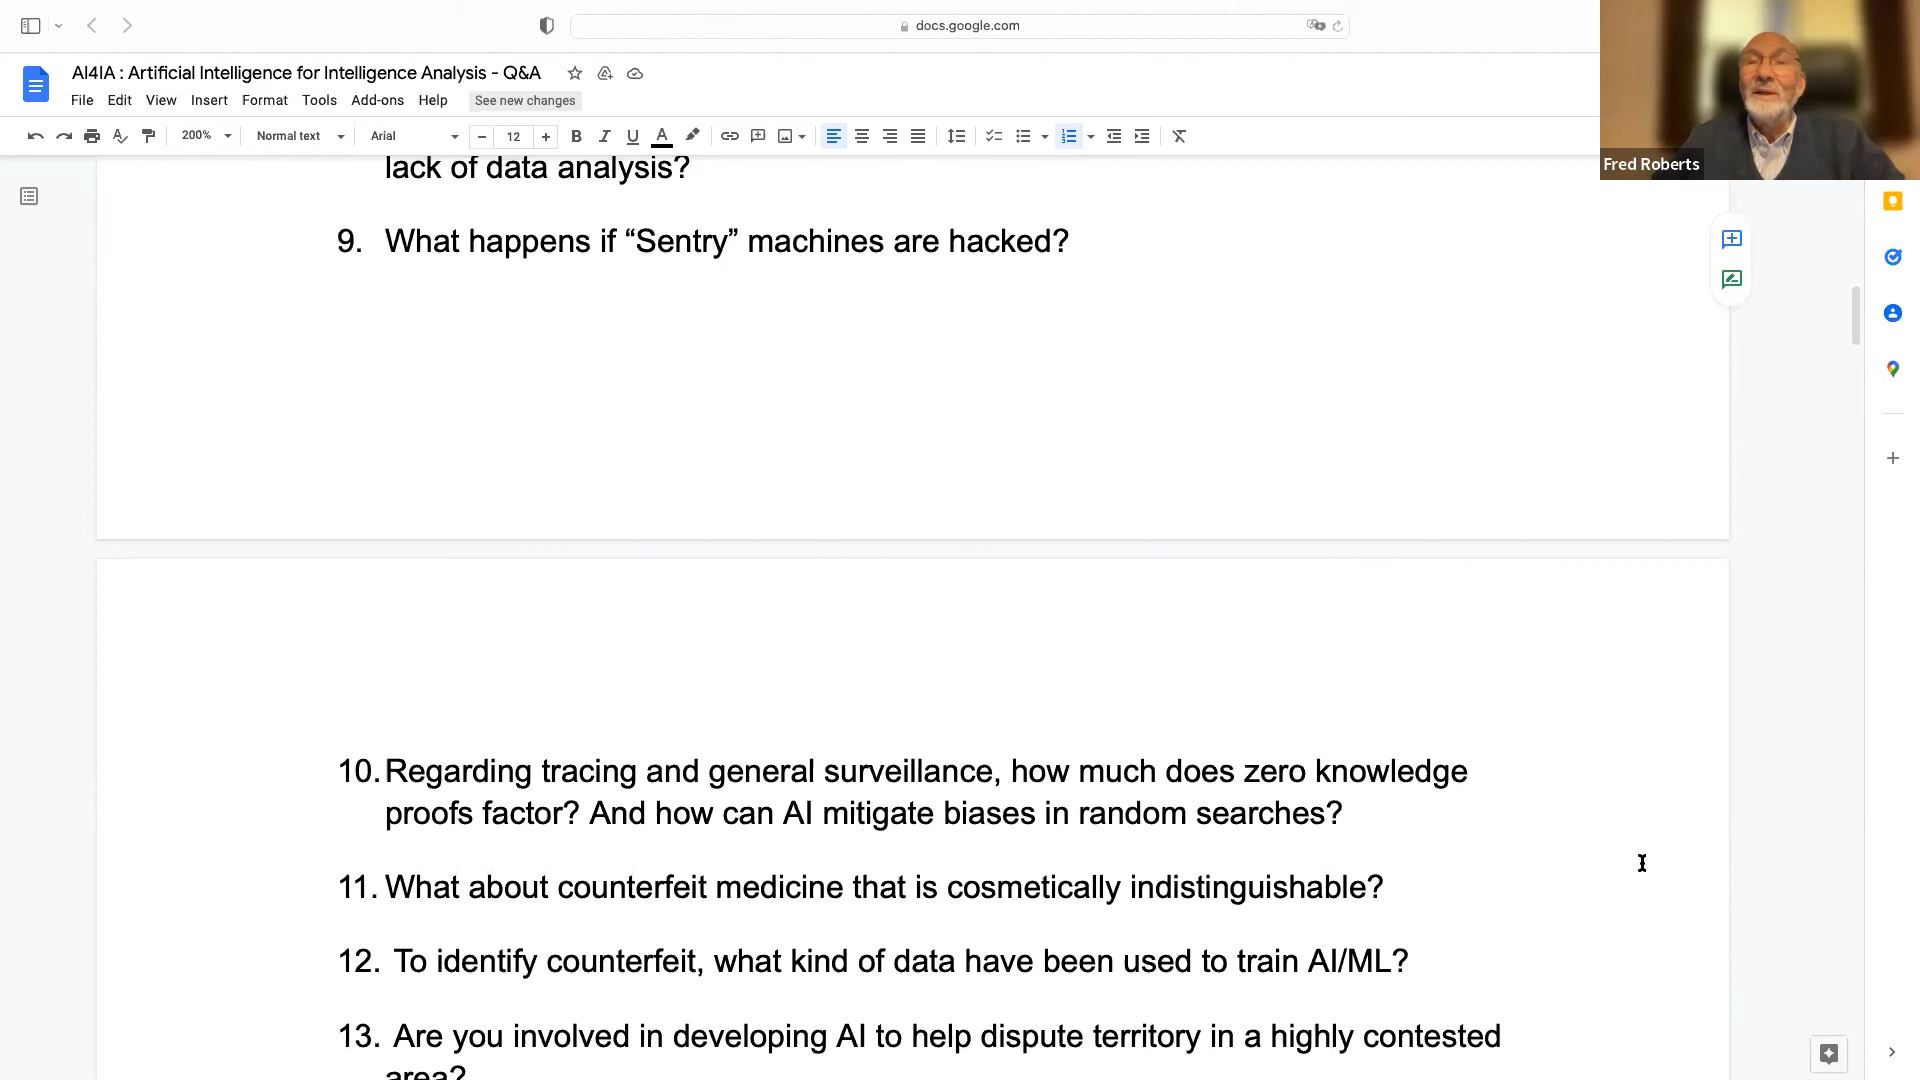 docs.google.com
AI4IA : Artificial Intelligence for Intelligence Analysis - Q&A
File Edit View Insert Format Tools Add-ons Help See new changes
200% Normal text Arial − 12 + B I U A
Fred Roberts
lack of data analysis?
9. What happens if “Sentry” machines are hacked?
10. Regarding tracing and general surveillance, how much does zero knowledge
proofs factor? And how can AI mitigate biases in random searches?
11. What about counterfeit medicine that is cosmetically indistinguishable?
12. To identify counterfeit, what kind of data have been used to train AI/ML?
13. Are you involved in developing AI to help dispute territory in a highly contested
area?